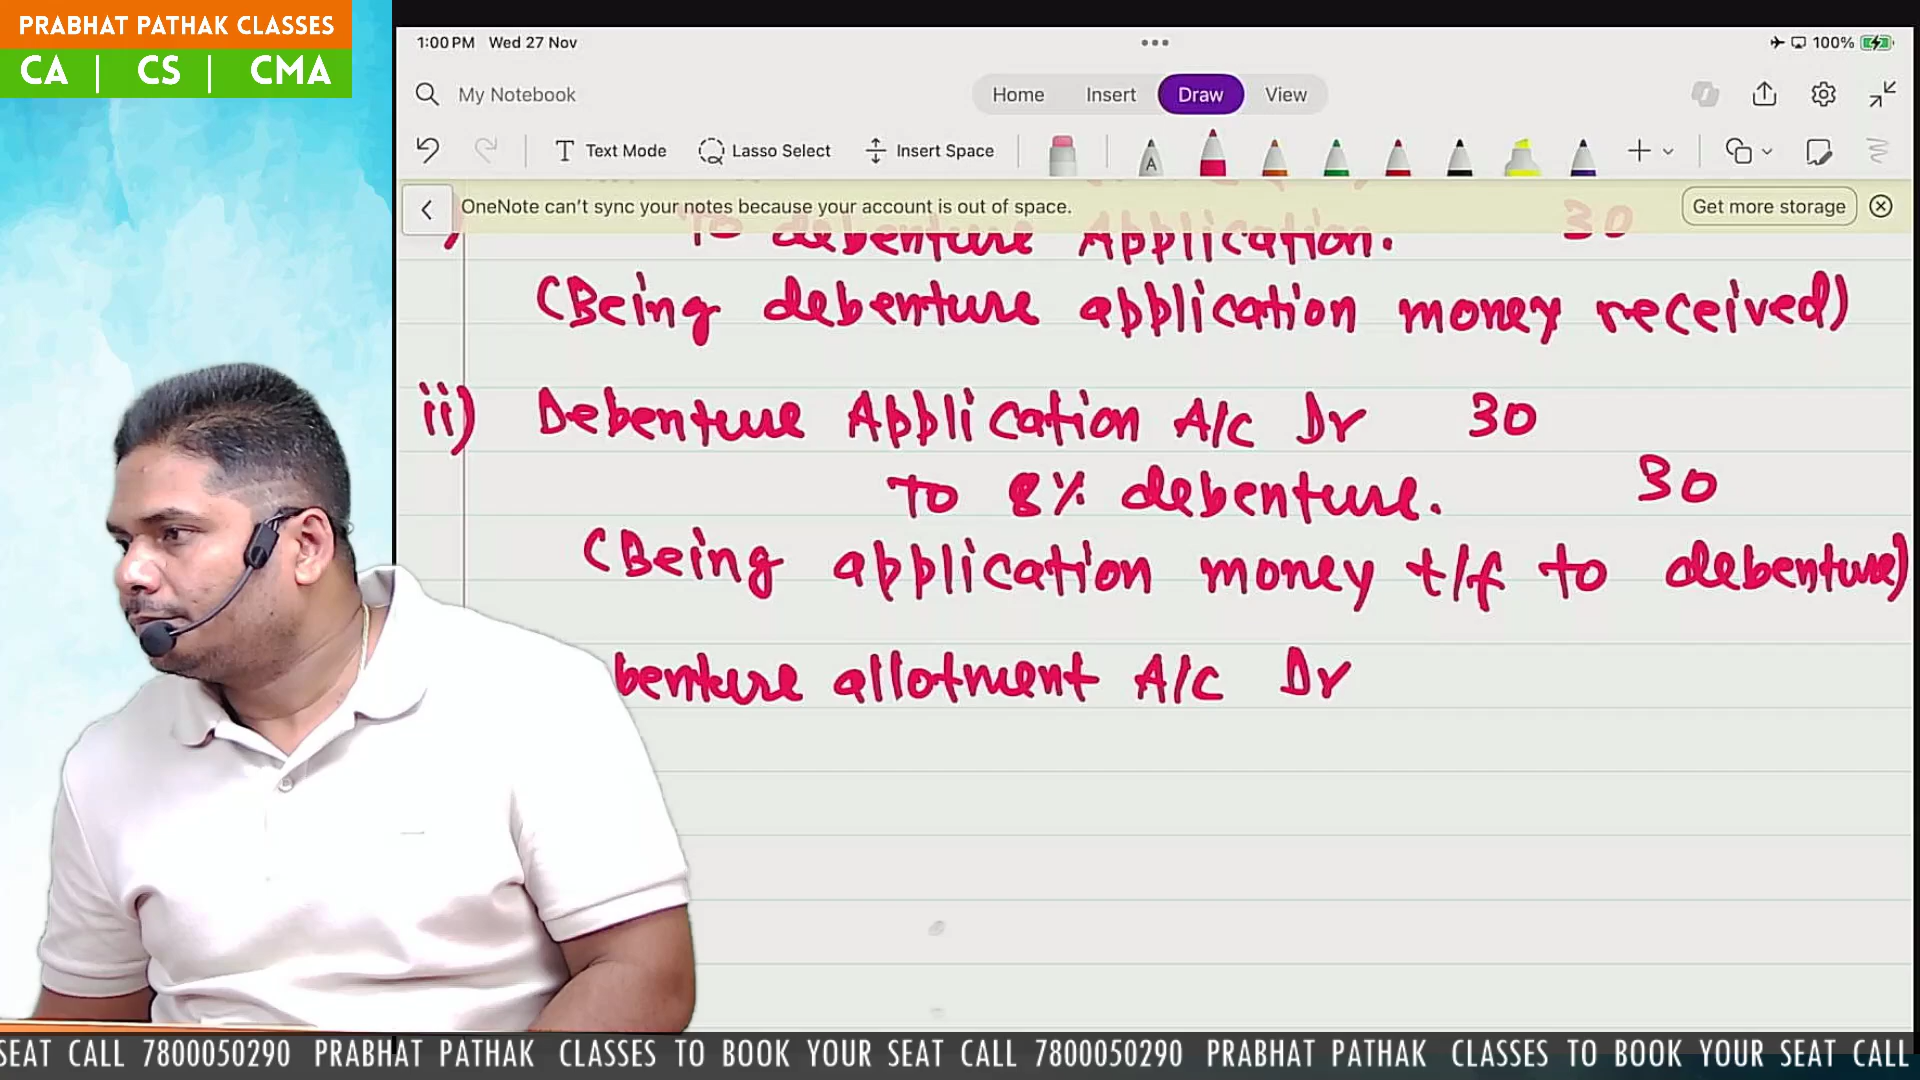 PRABHAT PATHAK CLASSES
CA | CS | CMA
1:00 PM Wed 27 Nov
100%
My Notebook
Home Insert Draw View
Text Mode Lasso Select Insert Space
A
OneNote can't sync your notes because your account is out of space.
Get more storage
To debenture Application. 30
(Being debenture application money received)
ii) Debenture Application A/c Dr 30
To 8% debenture. 30
(Being application money t/f to debenture)
benture allotment A/c Dr
SEAT CALL 7800050290 PRABHAT PATHAK CLASSES TO BOOK YOUR SEAT CALL 7800050290 PRABHAT PATHAK CLASSES TO BOOK YOUR SEAT CALL